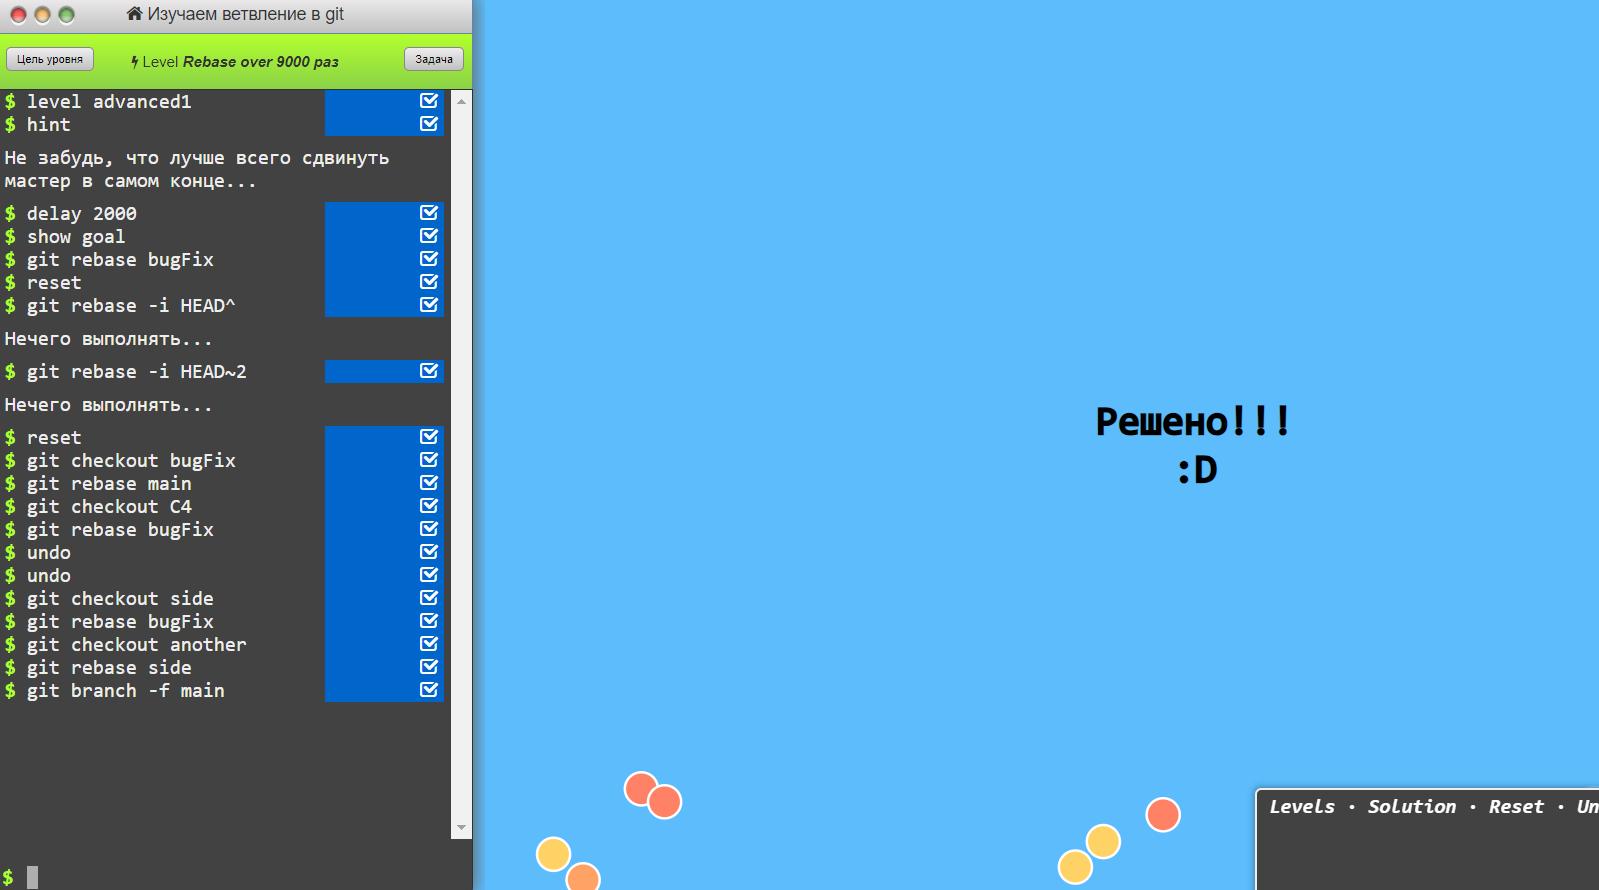 Изучаем ветвление в git
Цель уровня
Level Rebase over 9000 раз
Задача
$ level advanced1
$ hint
Не забудь, что лучше всего сдвинуть
мастер в самом конце...
$ delay 2000
$ show goal
$ git rebase bugFix
$ reset
$ git rebase -i HEAD^
Нечего выполнять...
$ git rebase -i HEAD~2
Нечего выполнять...
$ reset
$ git checkout bugFix
$ git rebase main
$ git checkout C4
$ git rebase bugFix
$ undo
$ undo
$ git checkout side
$ git rebase bugFix
$ git checkout another
$ git rebase side
$ git branch -f main
$
Решено!!!
:D
Levels · Solution · Reset · Un